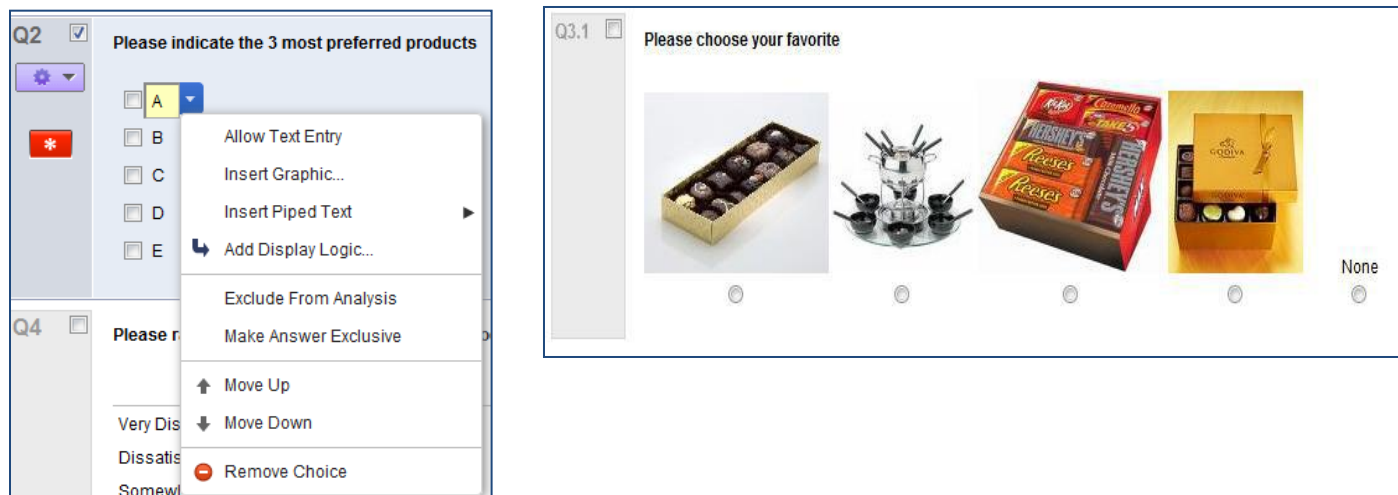 Q2
Please indicate the 3 most preferred products
A
B
C
D
E
Allow Text Entry
Insert Graphic...
Insert Piped Text
Add Display Logic...
Exclude From Analysis
Make Answer Exclusive
Move Up
Move Down
Remove Choice
Q4
Please r
Very Dis
Dissatis
Somewl
Q3.1
Please choose your favorite
KitKat
Caramello
TAKE5
HERSHEY'S
Reese's
Reese's
HERSHEY'S
GODIVA
None